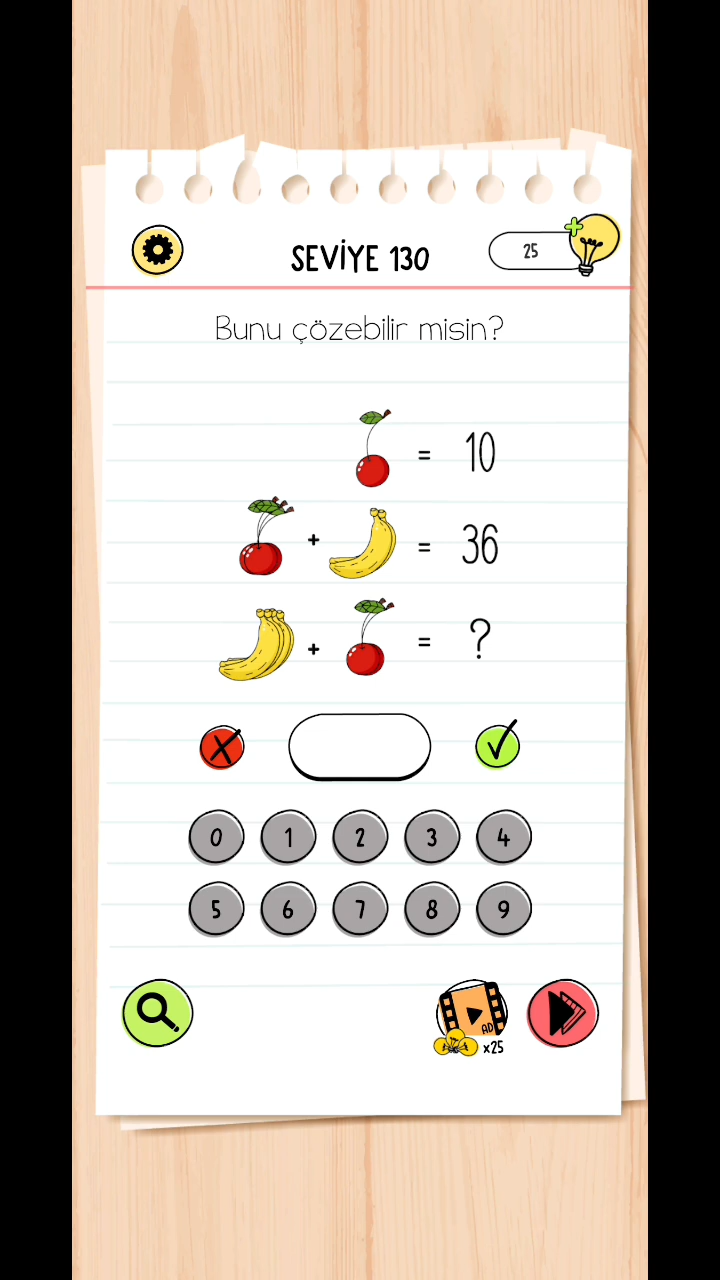 SEVİYE 130
25
Bunu çözebilir misin?
= 10
+ = 36
+ = ?
0 1 2 3 4
5 6 7 8 9
AD
x25